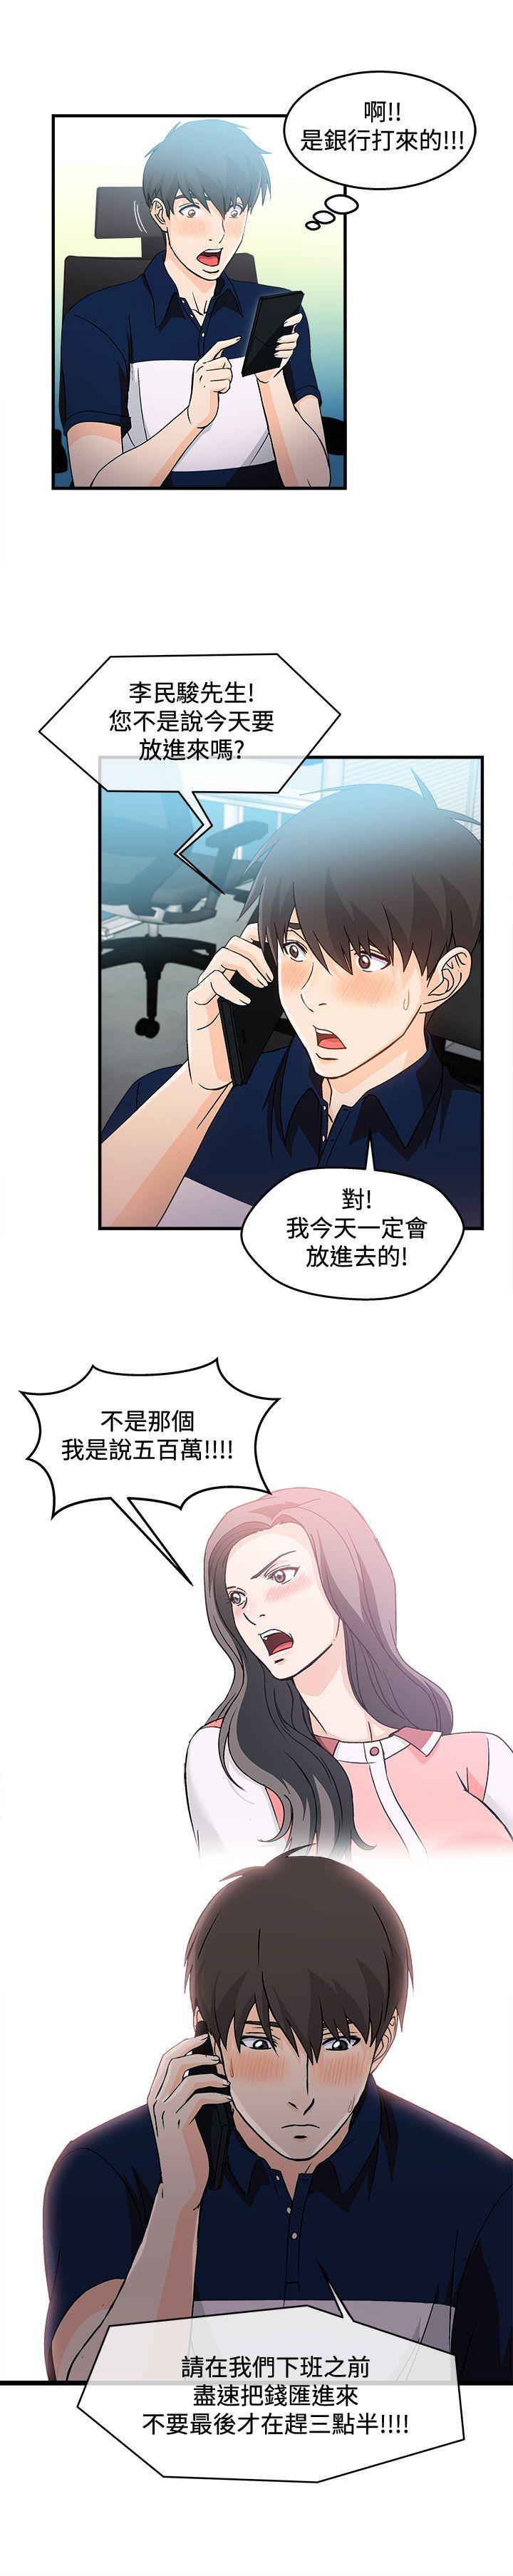 啊!!
是銀行打來的!!!
李民駿先生!
您不是說今天要
放進來嗎?
對!
我今天一定會
放進去的!
不是那個
我是說五百萬!!!!
請在我們下班之前
盡速把錢匯進來
不要最後才在趕三點半!!!!